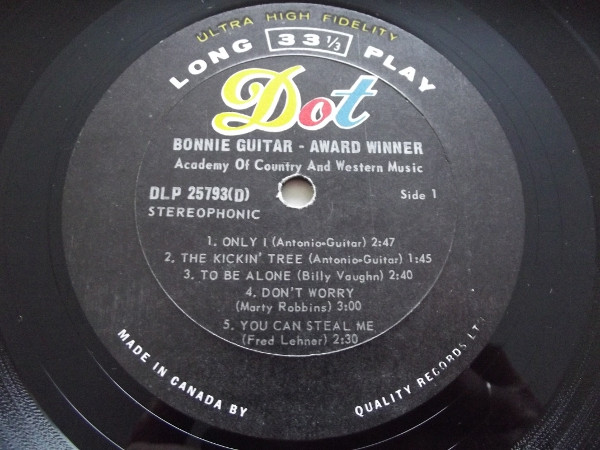 ULTRA HIGH FIDELITY
LONG 33 1/3 PLAY
Dot
BONNIE GUITAR - AWARD WINNER
Academy Of Country And Western Music
DLP 25793(D) Side 1
STEREOPHONIC
1. ONLY I (Antonio-Guitar) 2:47
2. THE KICKIN' TREE (Antonio-Guitar) 1:45
3. TO BE ALONE (Billy Vaughn) 2:40
4. DON'T WORRY
(Marty Robbins) 3:00
5. YOU CAN STEAL ME
(Fred Lehner) 2:30
MADE IN CANADA BY QUALITY RECORDS LTD.